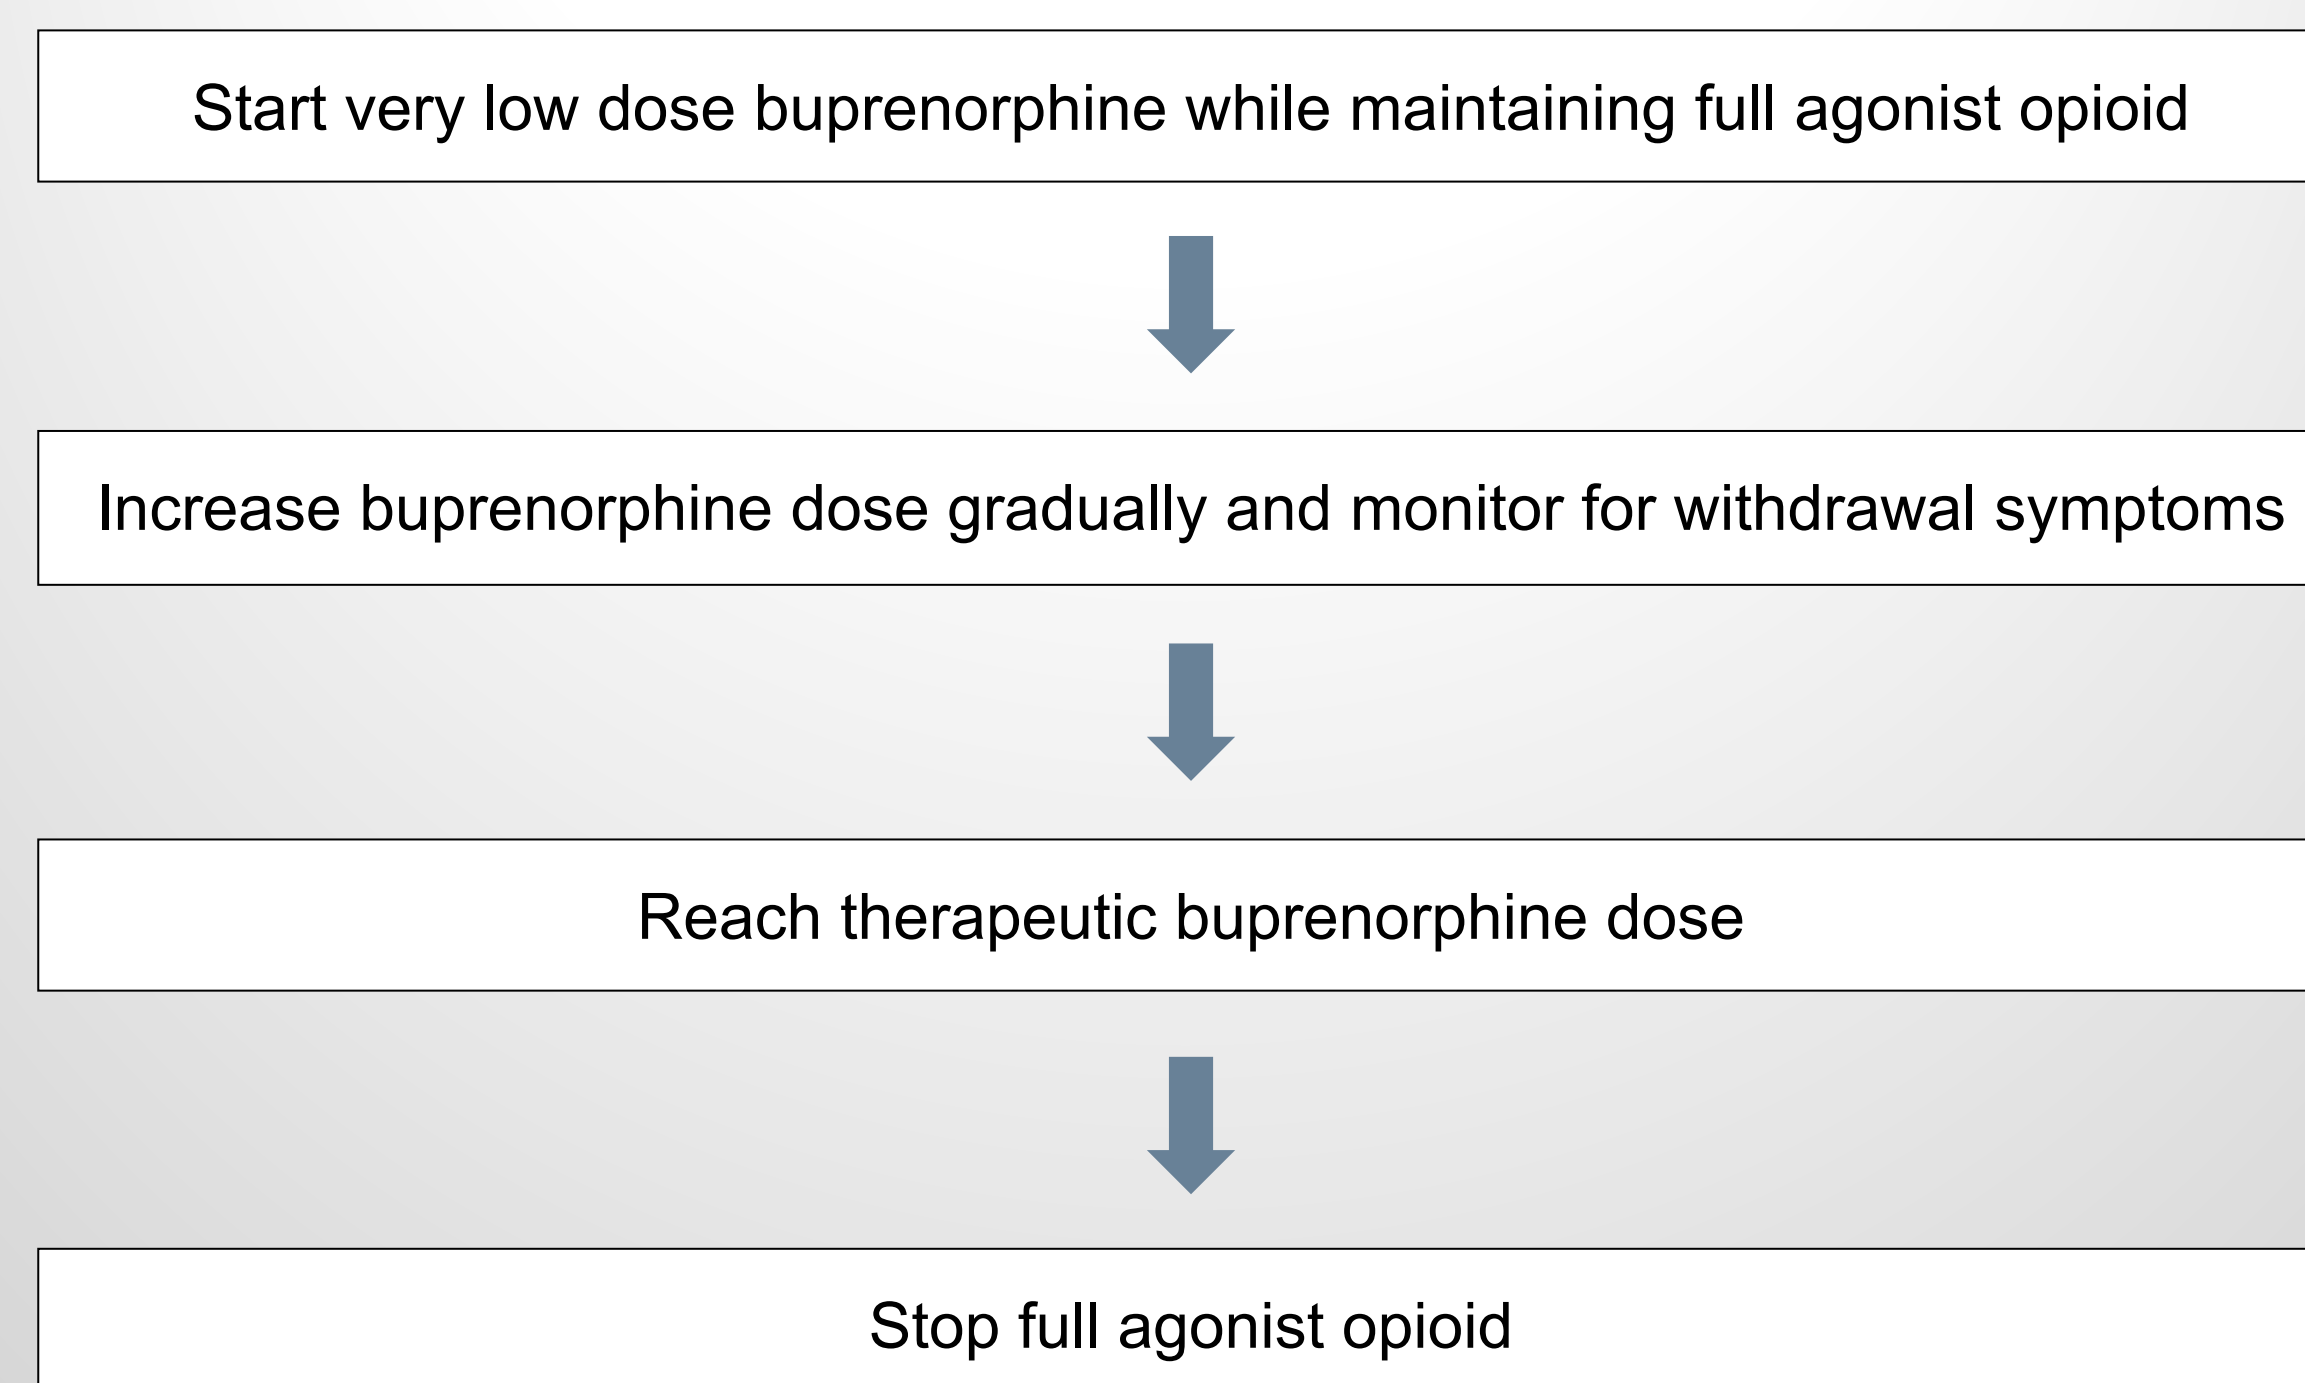 Start very low dose buprenorphine while maintaining full agonist opioid
Increase buprenorphine dose gradually and monitor for withdrawal symptoms
Reach therapeutic buprenorphine dose
Stop full agonist opioid